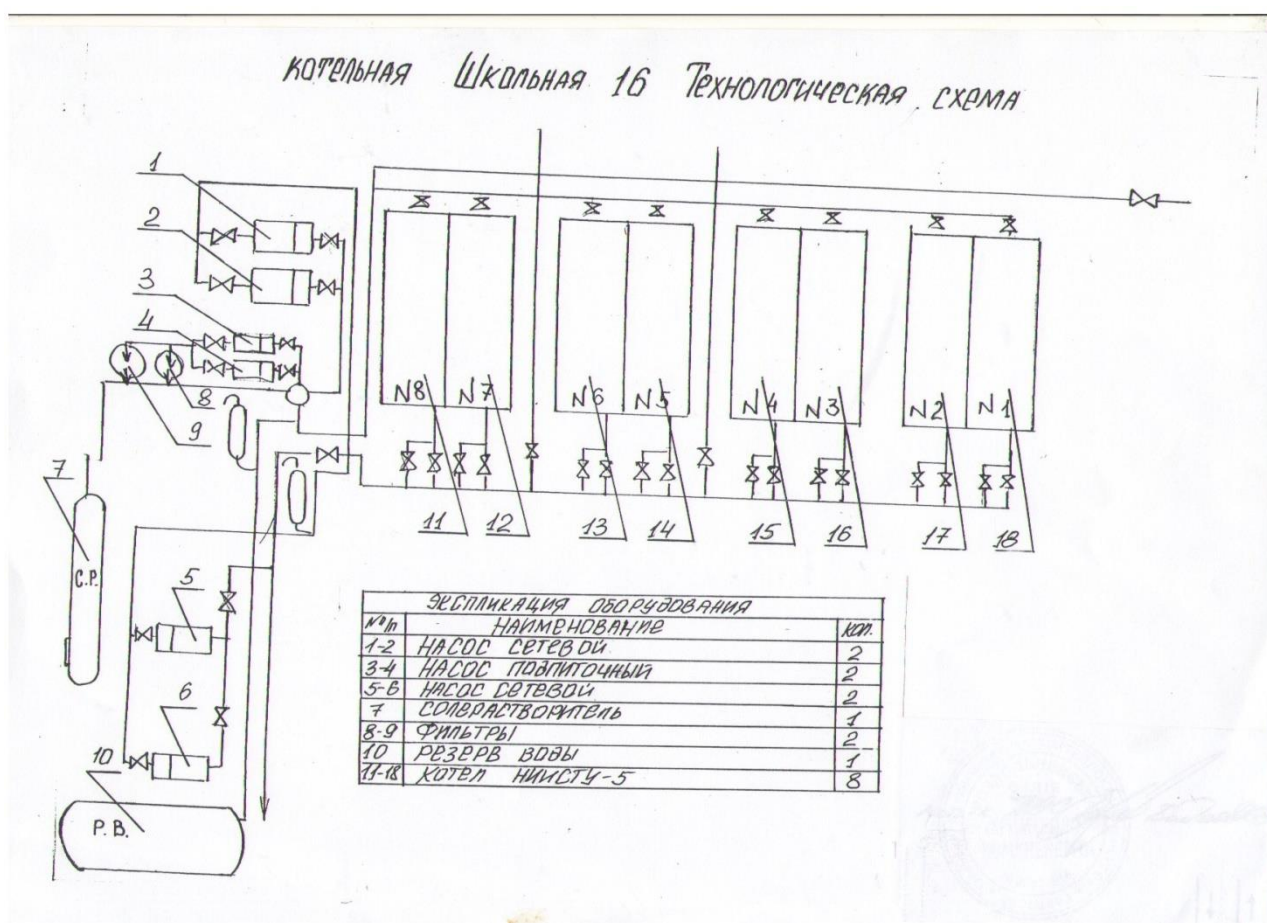 КОТЕЛЬНАЯ ШКОЛЬНАЯ 16 ТЕХНОЛОГИЧЕСКАЯ СХЕМА
1
2
3
4
8
9
7
С.Р.
5
6
10
Р.В.
N8 N7 N6 N5 N4 N3 N2 N1
11 12 13 14 15 16 17 18
ЭКСПЛИКАЦИЯ ОБОРУДОВАНИЯ
№п НАИМЕНОВАНИЕ КОЛ.
1-2 НАСОС СЕТЕВОЙ 2
3-4 НАСОС ПОДПИТОЧНЫЙ 2
5-6 НАСОС СЕТЕВОЙ 2
7 СОЛЕРАСТВОРИТЕЛЬ 1
8-9 ФИЛЬТРЫ 2
10 РЕЗЕРВ ВОДЫ 1
11-18 КОТЕЛ НИИСТУ-5 8